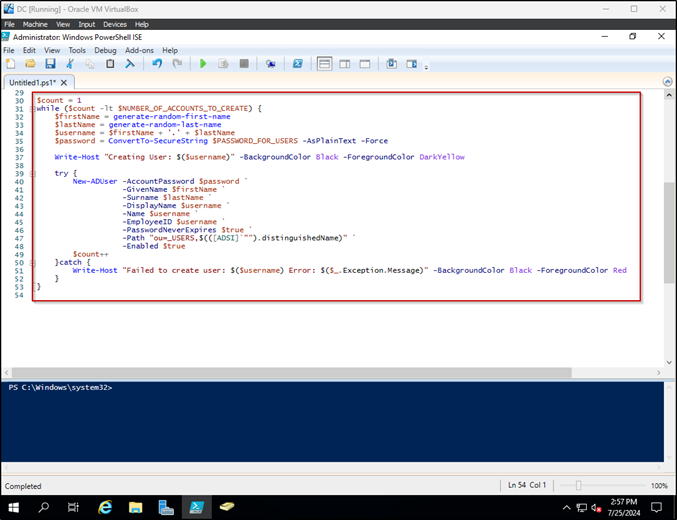 DC [Running] - Oracle VM VirtualBox
File Machine View Input Devices Help
Administrator: Windows PowerShell ISE
File Edit View Tools Debug Add-ons Help
Untitled1.ps1* X
29
30 $count = 1
31 while ($count -lt $NUMBER_OF_ACCOUNTS_TO_CREATE) {
32 $firstName = generate-random-first-name
33 $lastName = generate-random-last-name
34 $username = $firstName + '.' + $lastName
35 $password = ConvertTo-SecureString $PASSWORD_FOR_USERS -AsPlainText -Force
36
37 Write-Host "Creating User: $($username)" -BackgroundColor Black -ForegroundColor DarkYellow
38
39 try {
40 New-ADUser -AccountPassword $password `
41 -GivenName $firstName `
42 -Surname $lastName `
43 -DisplayName $username `
44 -Name $username `
45 -EmployeeID $username `
46 -PasswordNeverExpires $true `
47 -Path "ou=_USERS,$(([ADSI]`"").distinguishedName)" `
48 -Enabled $true
49 $count++
50 }catch {
51 Write-Host "Failed to create user: $($username) Error: $($_.Exception.Message)" -BackgroundColor Black -ForegroundColor Red
52 }
53 }
54
PS C:\Windows\system32>
Completed Ln 54 Col 1 100%
2:57 PM
7/25/2024